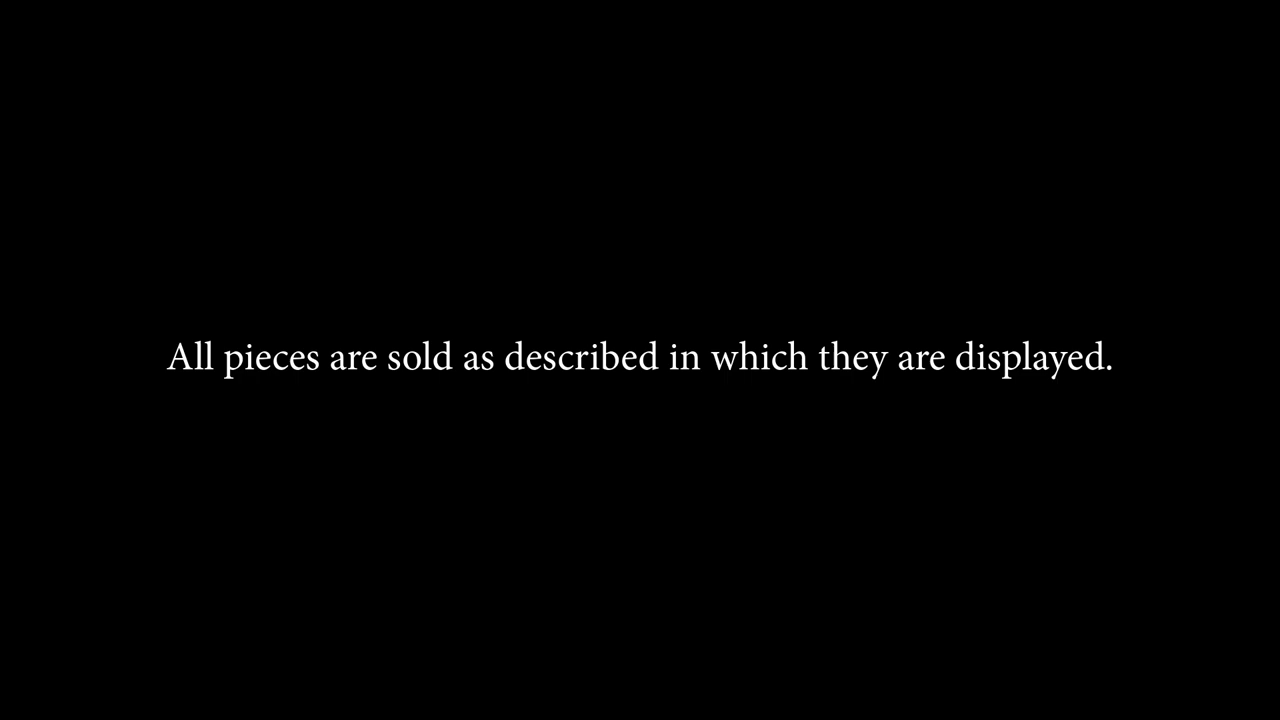 All pieces are sold as described in which they are displayed.